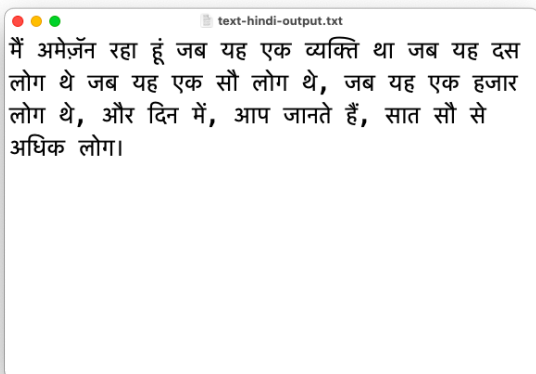 text-hindi-output.txt
मैं अमेज़ॅन रहा हूं जब यह एक व्यक्ति था जब यह दस
लोग थे जब यह एक सौ लोग थे, जब यह एक हजार
लोग थे, और दिन में, आप जानते हैं, सात सौ से
अधिक लोग।